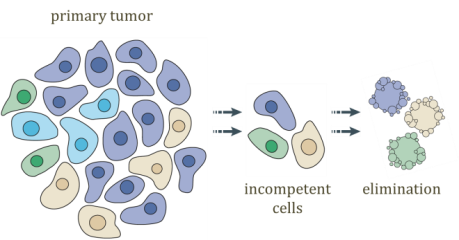 primary tumor
incompetent
cells
elimination